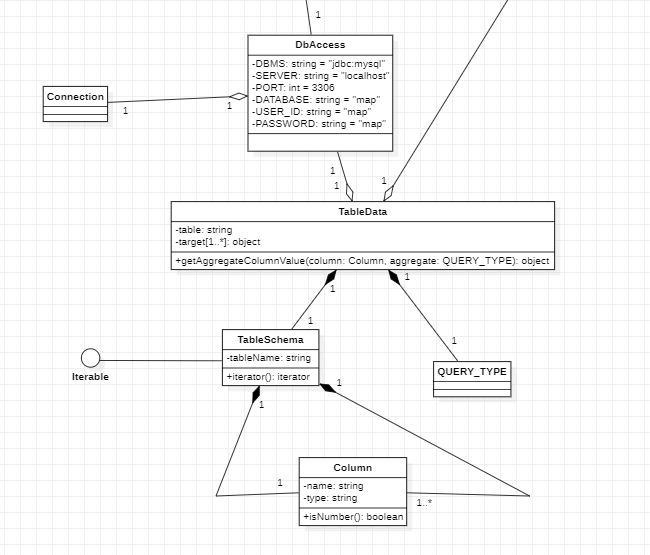 1
DbAccess
-DBMS: string = "jdbc:mysql"
-SERVER: string = "localhost"
-PORT: int = 3306
-DATABASE: string = "map"
-USER_ID: string = "map"
-PASSWORD: string = "map"
Connection
1
1
1
1
1
TableData
-table: string
-target[1..*]: object
+getAggregateColumnValue(column: Column, aggregate: QUERY_TYPE): object
1
1
1
1
TableSchema
-tableName: string
+iterator(): iterator
Iterable
QUERY_TYPE
1
1
Column
-name: string
-type: string
+isNumber(): boolean
1
1..*